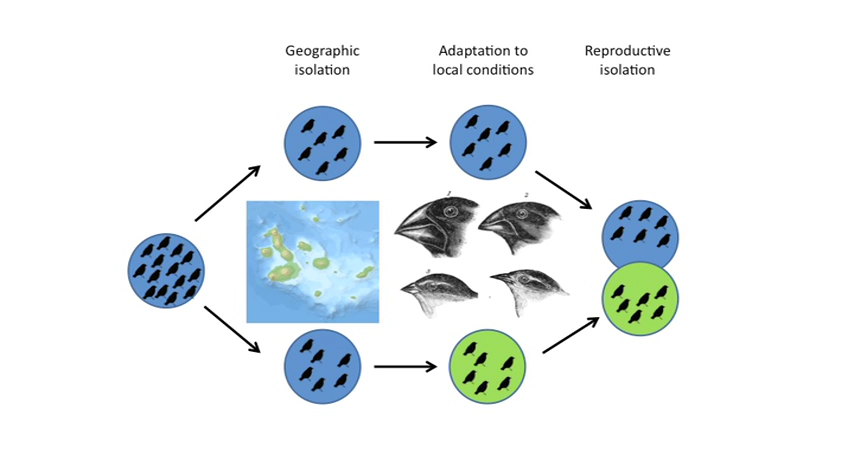 Geographic
isolation
Adaptation to
local conditions
Reproductive
isolation